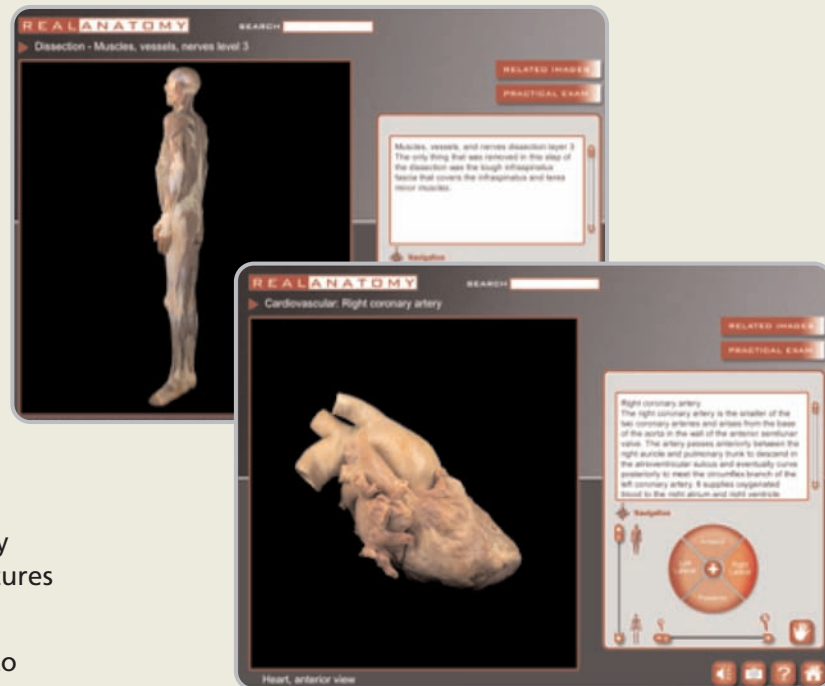 REAL ANATOMY
SEARCH
Dissection - Muscles, vessels, nerves level 3
RELATED IMAGES
PRACTICAL EXAM
Muscles, vessels, and nerves dissection layer 3
The only thing that was removed in this step of
the dissection was the tough infraspinatus
fascia that covers the infraspinatus and teres
minor muscles.
Navigation
REAL ANATOMY
SEARCH
Cardiovascular: Right coronary artery
RELATED IMAGES
PRACTICAL EXAM
Right coronary artery
The right coronary artery is the smaller of the
two coronary arteries and arises from the base
of the aorta in the wall of the anterior semilunar
valve. The artery passes anteriorly between the
right auricle and pulmonary trunk to descend in
the atrioventricular sulcus and eventually curve
posteriorly to meet the circumflex branch of the
left coronary artery. It supplies oxygenated
blood to the right atrium and right ventricle
Navigation
Anterior
Left Lateral
Right Lateral
Posterior
Heart, anterior view
y
tures
o